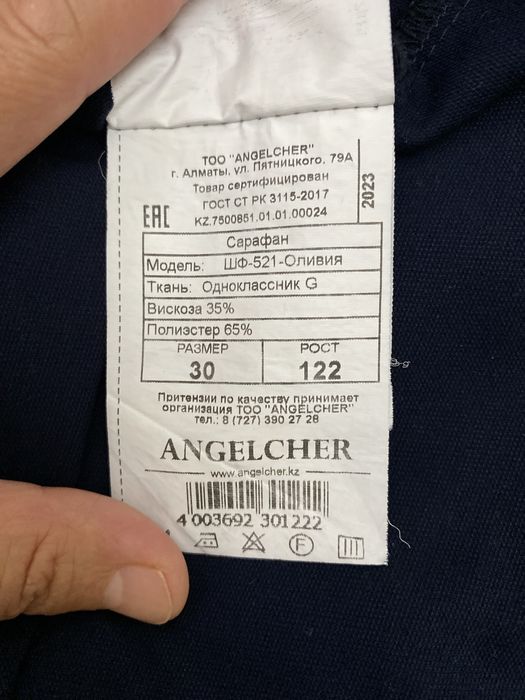 ТОО "ANGELCHER"
г. Алматы, ул. Пятницкого, 79А
Товар сертифицирован
ГОСТ СТ РК 3115-2017
KZ.7500851.01.01.00024
2023
EAC
Сарафан
Модель: ШФ-521-Оливия
Ткань: Одноклассник G
Вискоза 35%
Полиэстер 65%
РАЗМЕР РОСТ
30 122
Притензии по качеству принимает
организация ТОО "ANGELCHER"
тел.: 8 (727) 390 27 28
ANGELCHER
www.angelcher.kz
4 003692 301222
F